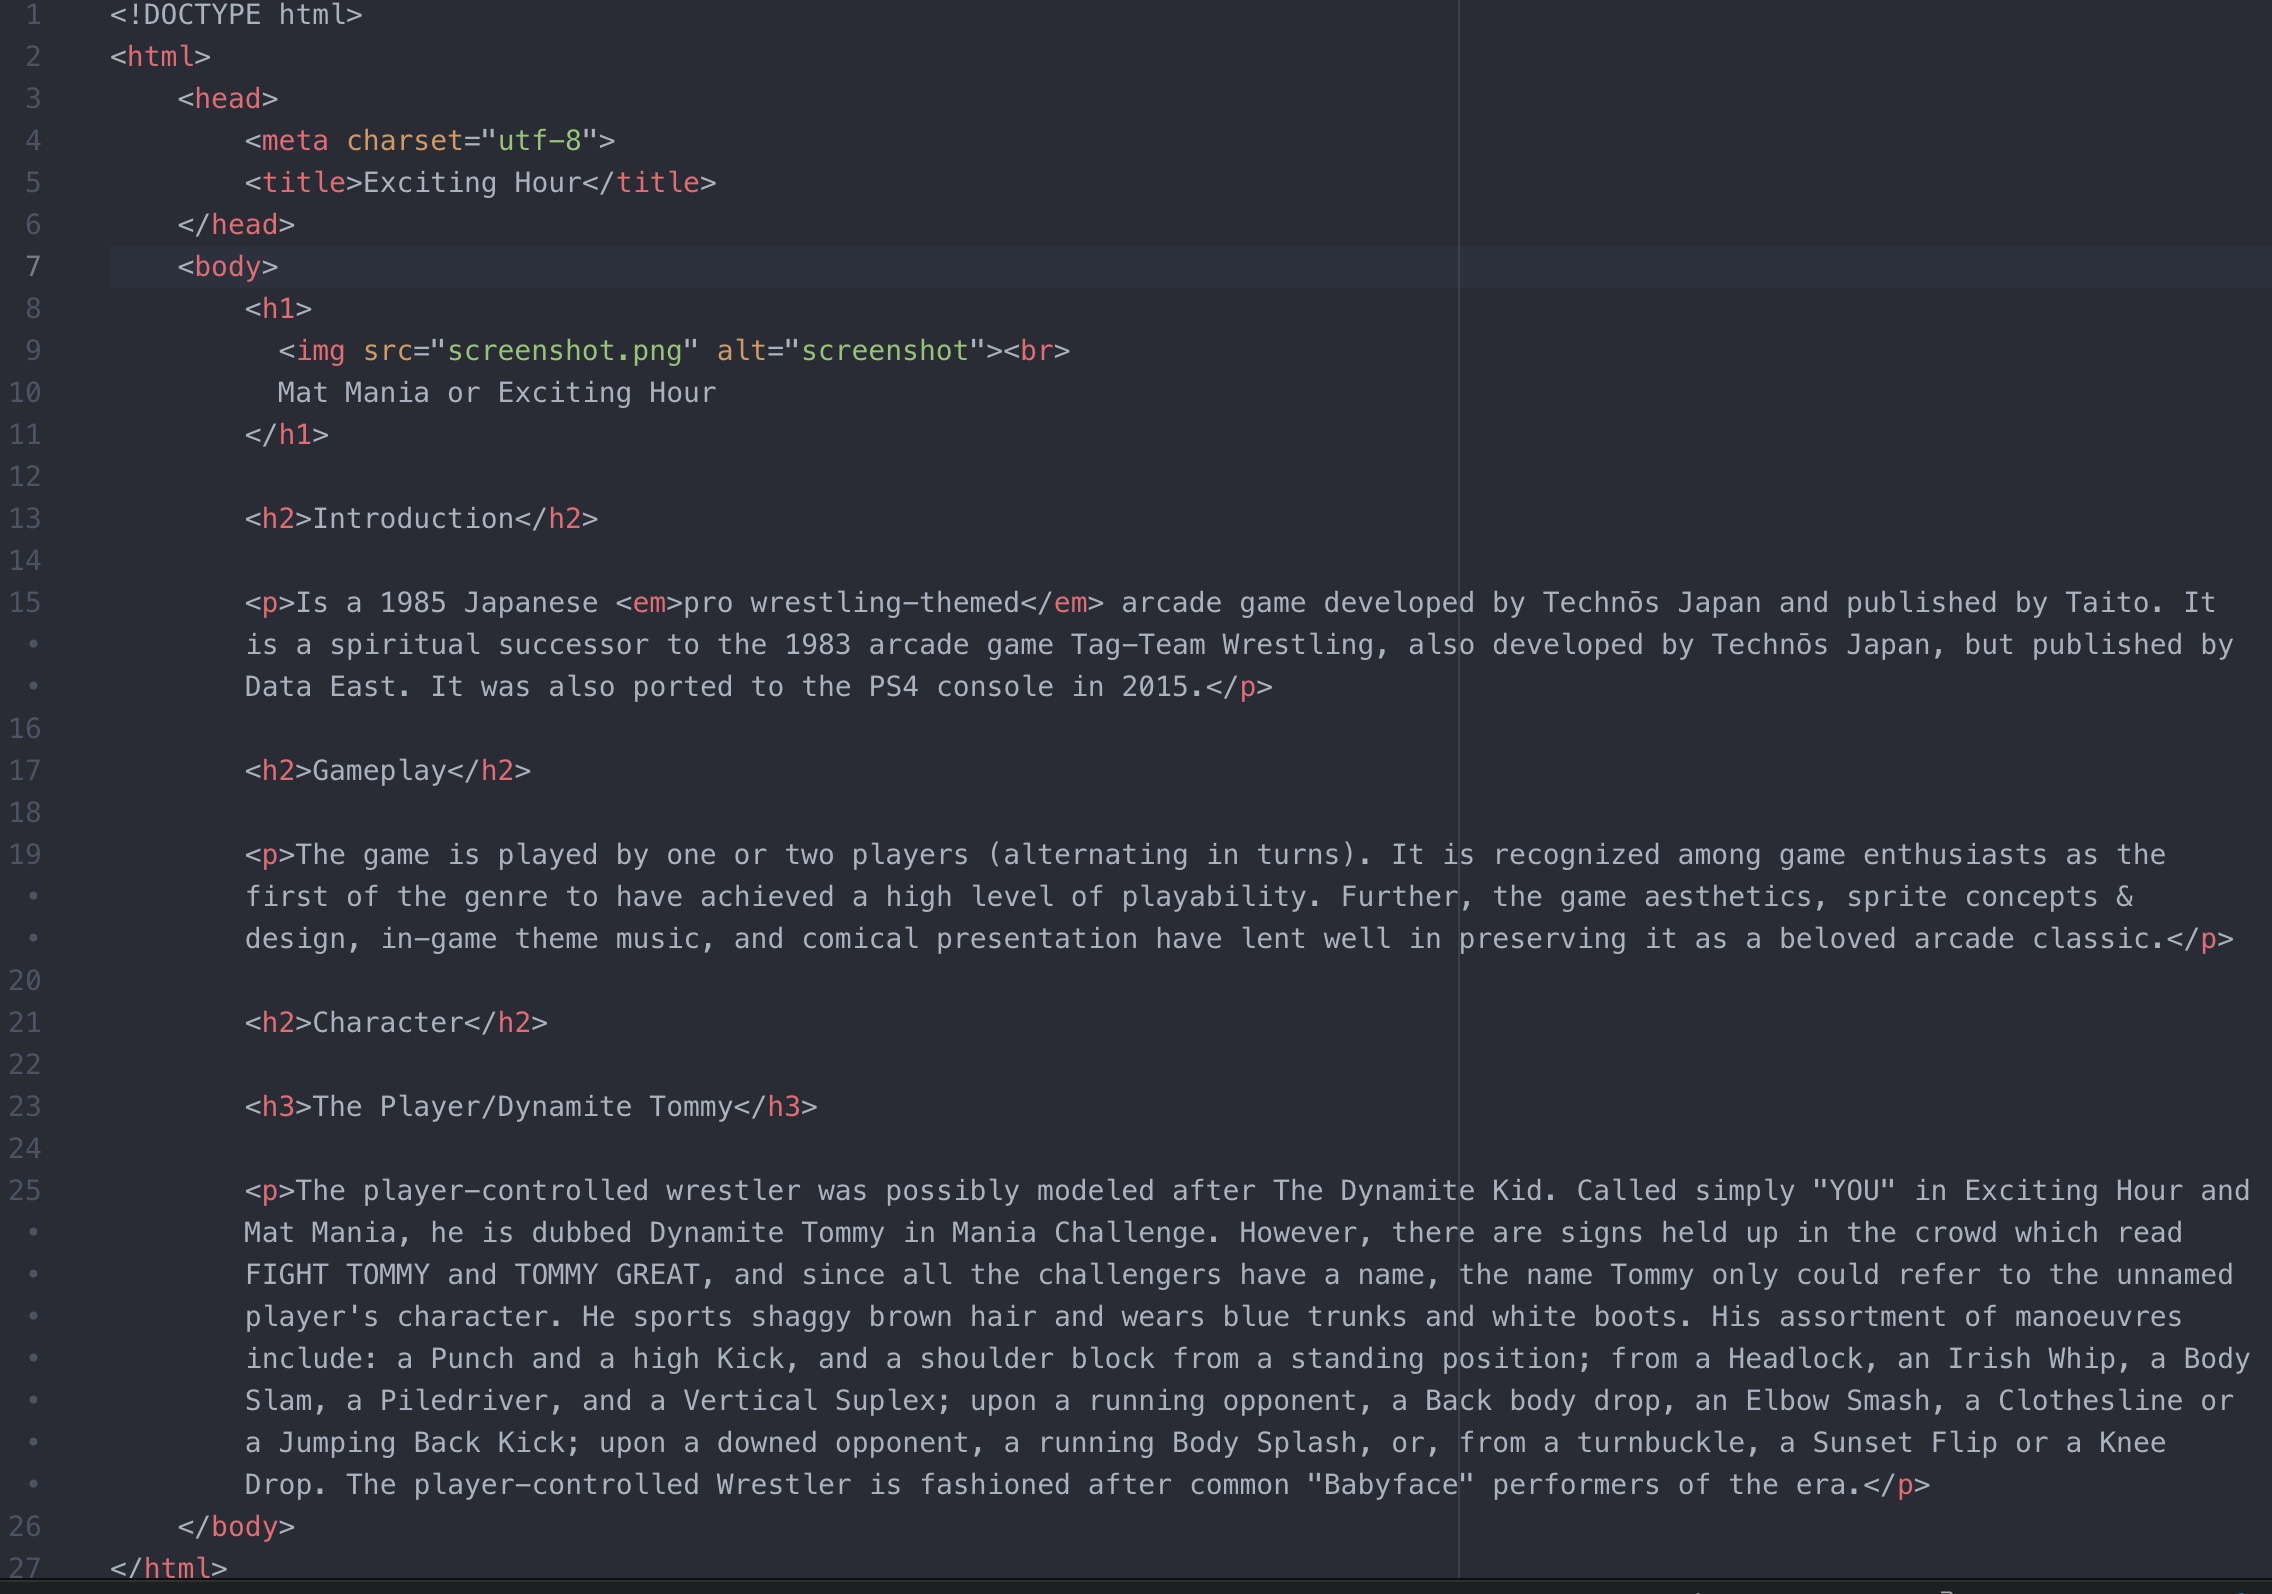 1 <!DOCTYPE html>
2 <html>
3     <head>
4         <meta charset="utf-8">
5         <title>Exciting Hour</title>
6     </head>
7     <body>
8         <h1>
9           <img src="screenshot.png" alt="screenshot"><br>
10           Mat Mania or Exciting Hour
11         </h1>
12
13         <h2>Introduction</h2>
14
15         <p>Is a 1985 Japanese <em>pro wrestling-themed</em> arcade game developed by Technōs Japan and published by Taito. It
•         is a spiritual successor to the 1983 arcade game Tag-Team Wrestling, also developed by Technōs Japan, but published by
•         Data East. It was also ported to the PS4 console in 2015.</p>
16
17         <h2>Gameplay</h2>
18
19         <p>The game is played by one or two players (alternating in turns). It is recognized among game enthusiasts as the
•         first of the genre to have achieved a high level of playability. Further, the game aesthetics, sprite concepts &
•         design, in-game theme music, and comical presentation have lent well in preserving it as a beloved arcade classic.</p>
20
21         <h2>Character</h2>
22
23         <h3>The Player/Dynamite Tommy</h3>
24
25         <p>The player-controlled wrestler was possibly modeled after The Dynamite Kid. Called simply "YOU" in Exciting Hour and
•         Mat Mania, he is dubbed Dynamite Tommy in Mania Challenge. However, there are signs held up in the crowd which read
•         FIGHT TOMMY and TOMMY GREAT, and since all the challengers have a name, the name Tommy only could refer to the unnamed
•         player's character. He sports shaggy brown hair and wears blue trunks and white boots. His assortment of manoeuvres
•         include: a Punch and a high Kick, and a shoulder block from a standing position; from a Headlock, an Irish Whip, a Body
•         Slam, a Piledriver, and a Vertical Suplex; upon a running opponent, a Back body drop, an Elbow Smash, a Clothesline or
•         a Jumping Back Kick; upon a downed opponent, a running Body Splash, or, from a turnbuckle, a Sunset Flip or a Knee
•         Drop. The player-controlled Wrestler is fashioned after common "Babyface" performers of the era.</p>
26     </body>
27 </html>